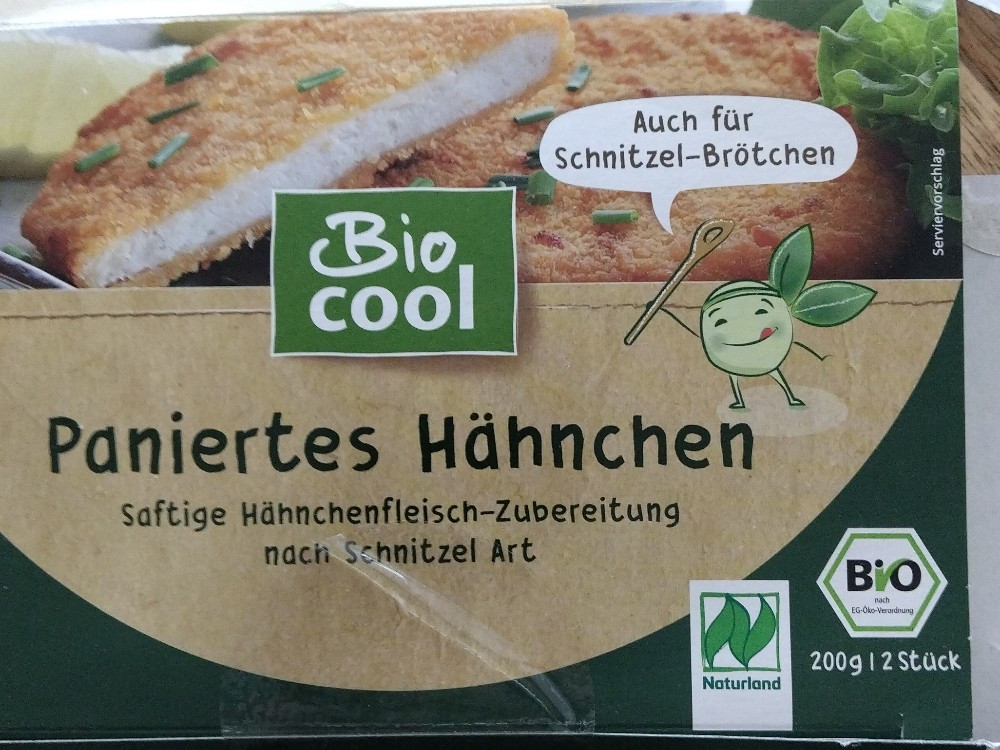 Auch für
Schnitzel-Brötchen
Serviervorschlag
Bio
cool
Paniertes Hähnchen
Saftige Hähnchenfleisch-Zubereitung
nach Schnitzel Art
Naturland
BiO
nach
EG-Öko-Verordnung
200g | 2 Stück